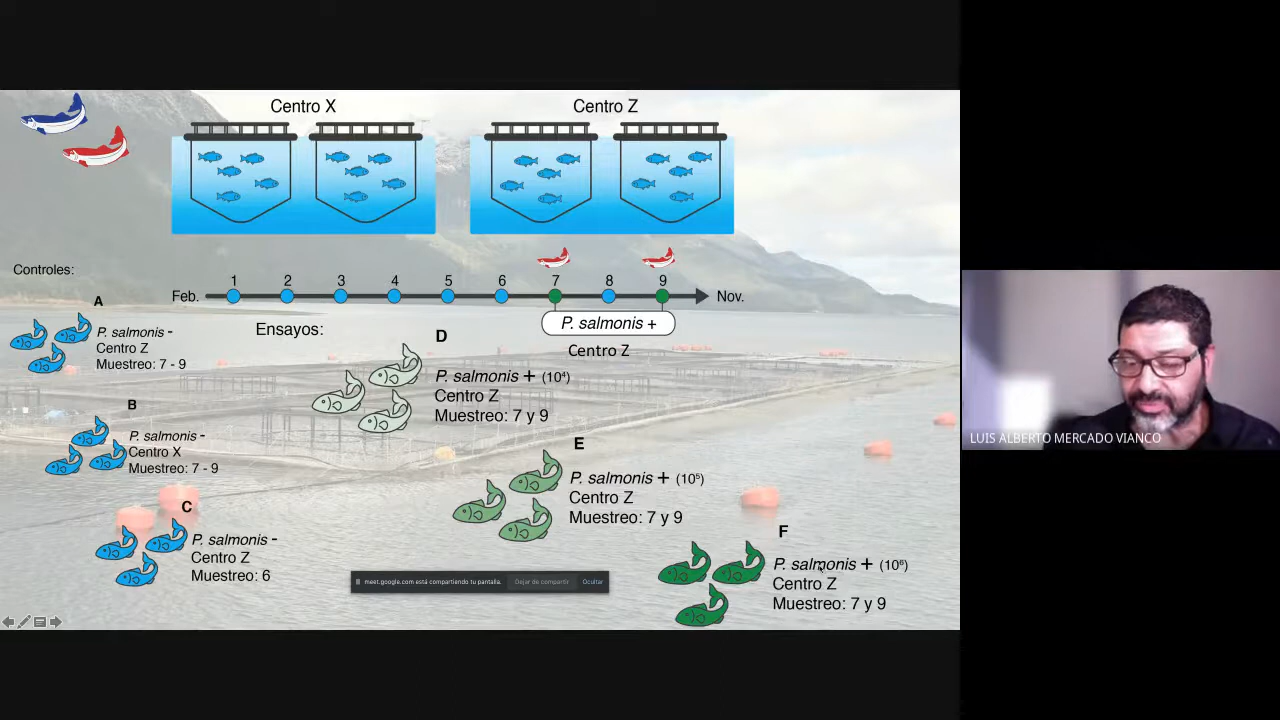 Centro X
Centro Z
Controles:
1 2 3 4 5 6 7 8 9
Feb.
Nov.
P. salmonis +
Centro Z
A
P. salmonis -
Centro Z
Muestreo: 7 - 9
B
P. salmonis -
Centro X
Muestreo: 7 - 9
C
P. salmonis -
Centro Z
Muestreo: 6
Ensayos:
D
P. salmonis + (10⁴)
Centro Z
Muestreo: 7 y 9
E
P. salmonis + (10⁵)
Centro Z
Muestreo: 7 y 9
F
P. salmonis +
Centro Z
Muestreo: 7 y 9
meet.google.com está compartiendo tu pantalla.
Dejar de compartir
Ocultar
LUIS ALBERTO MERCADO VIANCO